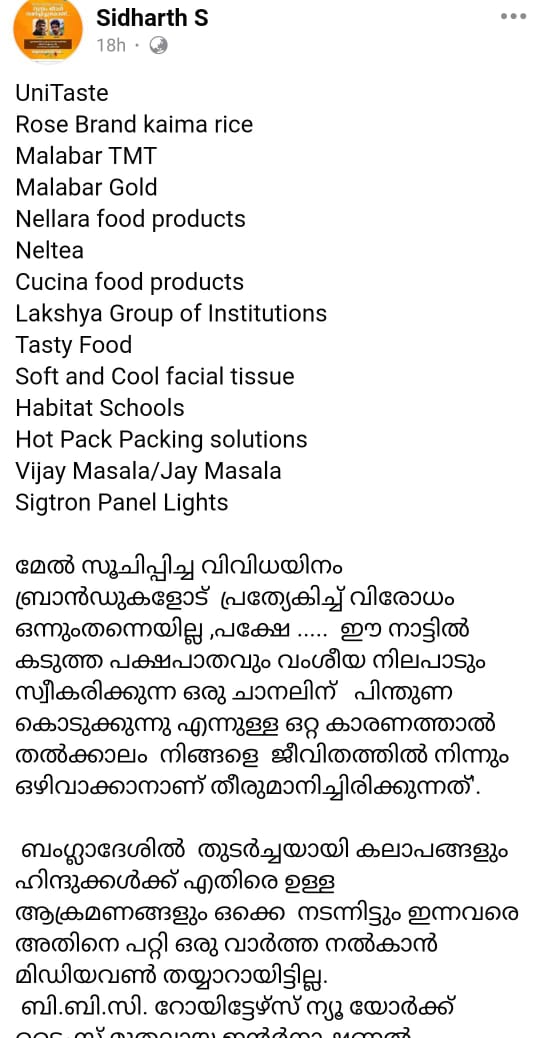 Sidharth S
18h
UniTaste
Rose Brand kaima rice
Malabar TMT
Malabar Gold
Nellara food products
Neltea
Cucina food products
Lakshya Group of Institutions
Tasty Food
Soft and Cool facial tissue
Habitat Schools
Hot Pack Packing solutions
Vijay Masala/Jay Masala
Sigtron Panel Lights
മേൽ സൂചിപ്പിച്ച വിവിധയിനം
ബ്രാൻഡുകളോട് പ്രത്യേകിച്ച് വിരോധം
ഒന്നുംതന്നെയില്ല ,പക്ഷേ ..... ഈ നാട്ടിൽ
കടുത്ത പക്ഷപാതവും വംശീയ നിലപാടും
സ്വീകരിക്കുന്ന ഒരു ചാനലിന് പിന്തുണ
കൊടുക്കുന്നു എന്നുള്ള ഒറ്റ കാരണത്താൽ
തൽക്കാലം നിങ്ങളെ ജീവിതത്തിൽ നിന്നും
ഒഴിവാക്കാനാണ് തീരുമാനിച്ചിരിക്കുന്നത്'.
ബംഗ്ലാദേശിൽ തുടർച്ചയായി കലാപങ്ങളും
ഹിന്ദുക്കൾക്ക് എതിരെ ഉള്ള
ആക്രമണങ്ങളും ഒക്കെ നടന്നിട്ടും ഇന്നവരെ
അതിനെ പറ്റി ഒരു വാർത്ത നൽകാൻ
മിഡിയവൺ തയ്യാറായിട്ടില്ല.
ബി.ബി.സി. റോയിട്ടേഴ്സ് ന്യൂ യോർക്ക്